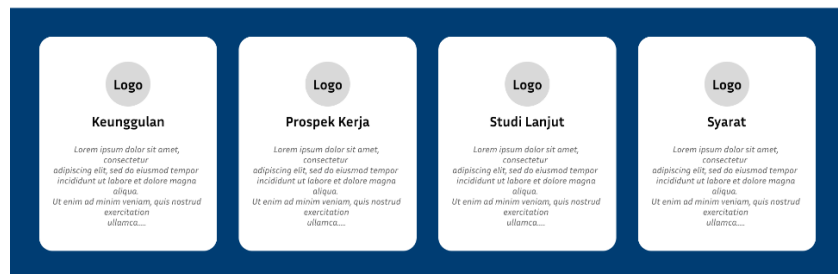 Logo
Keunggulan
Lorem ipsum dolor sit amet,
consectetur
adipiscing elit, sed do eiusmod tempor
incididunt ut labore et dolore magna
aliqua.
Ut enim ad minim veniam, quis nostrud
exercitation
ullamco....
Logo
Prospek Kerja
Lorem ipsum dolor sit amet,
consectetur
adipiscing elit, sed do eiusmod tempor
incididunt ut labore et dolore magna
aliqua.
Ut enim ad minim veniam, quis nostrud
exercitation
ullamco....
Logo
Studi Lanjut
Lorem ipsum dolor sit amet,
consectetur
adipiscing elit, sed do eiusmod tempor
incididunt ut labore et dolore magna
aliqua.
Ut enim ad minim veniam, quis nostrud
exercitation
ullamco....
Logo
Syarat
Lorem ipsum dolor sit amet,
consectetur
adipiscing elit, sed do eiusmod tempor
incididunt ut labore et dolore magna
aliqua.
Ut enim ad minim veniam, quis nostrud
exercitation
ullamco....